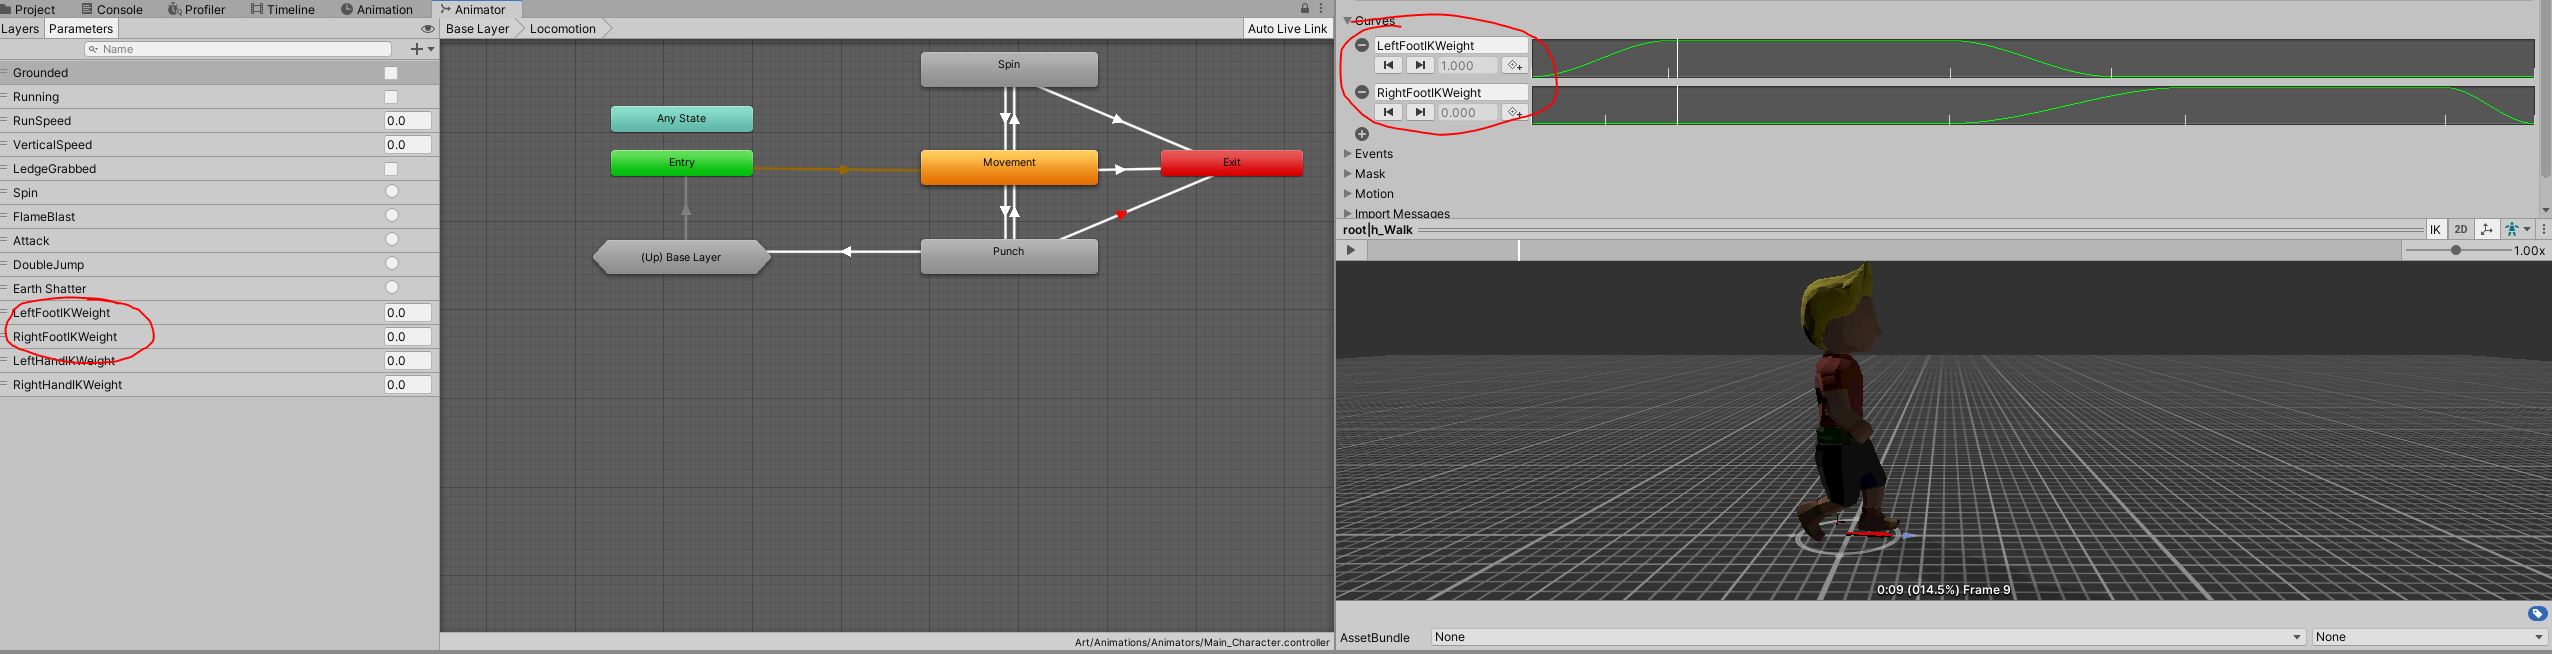 Project Console Profiler Timeline Animation Animator
Layers Parameters
Base Layer Locomotion Auto Live Link
Name
Grounded
Running
RunSpeed 0.0
VerticalSpeed 0.0
LedgeGrabbed
Spin
FlameBlast
Attack
DoubleJump
Earth Shatter
LeftFootIKWeight 0.0
RightFootIKWeight 0.0
LeftHandIKWeight 0.0
RightHandIKWeight 0.0
Spin
Any State
Entry
Movement
Exit
(Up) Base Layer
Punch
Art/Animations/Animators/Main_Character.controller
Curves
LeftFootIKWeight
1.000
RightFootIKWeight
0.000
Events
Mask
Motion
Import Messages
root|h_Walk IK 2D
1.00x
0:09 (014.5%) Frame 9
AssetBundle None None